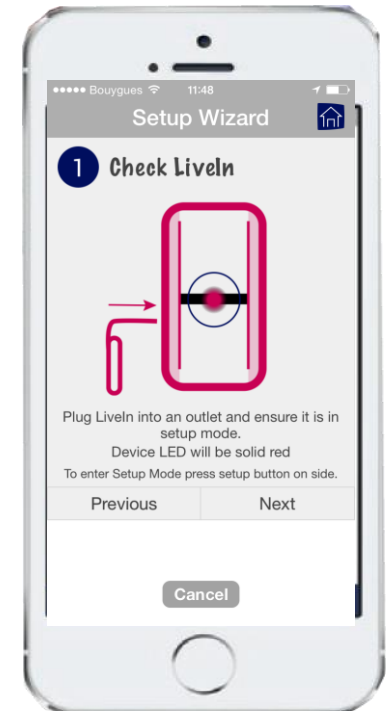 Bouygues 11:48
Setup Wizard
1 Check LiveIn
Plug LiveIn into an outlet and ensure it is in
setup mode.
Device LED will be solid red
To enter Setup Mode press setup button on side.
Previous Next
Cancel